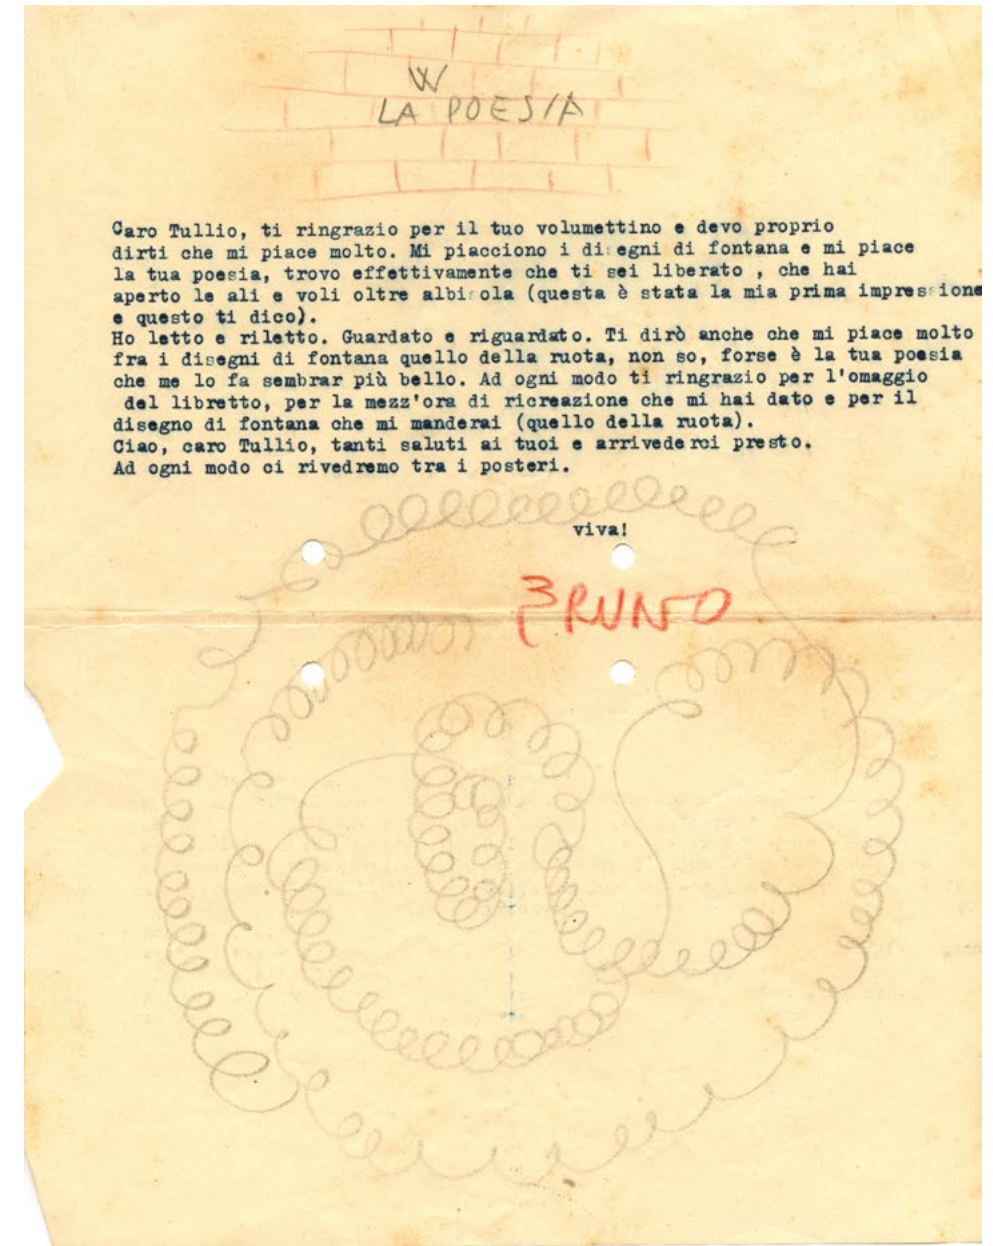 W
LA POESIA
Caro Tullio, ti ringrazio per il tuo volumettino e devo proprio
dirti che mi piace molto. Mi piacciono i disegni di fontana e mi piace
la tua poesia, trovo effettivamente che ti sei liberato , che hai
aperto le ali e voli oltre albisola (questa è stata la mia prima impressione
e questo ti dico).
Ho letto e riletto. Guardato e riguardato. Ti dirò anche che mi piace molto
fra i disegni di fontana quello della ruota, non so, forse è la tua poesia
che me lo fa sembrar più bello. Ad ogni modo ti ringrazio per l'omaggio
del libretto, per la mezz'ora di ricreazione che mi hai dato e per il
disegno di fontana che mi manderai (quello della ruota).
Ciao, caro Tullio, tanti saluti ai tuoi e arrivederci presto.
Ad ogni modo ci rivedremo tra i posteri.
viva!
BRUNO